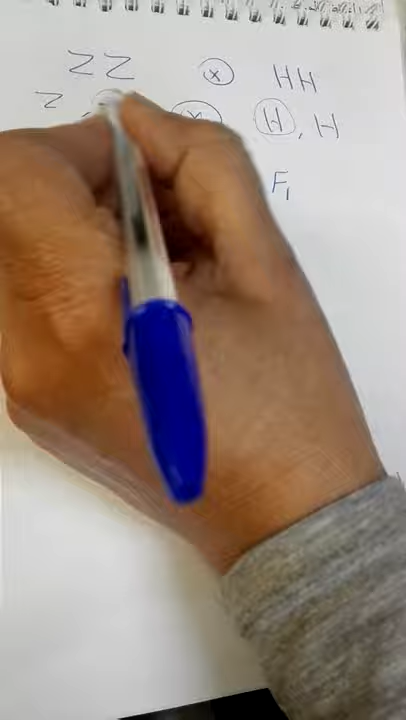 ZZ ⓧ HH
Z, ⓧ Ⓗ, H
F₁